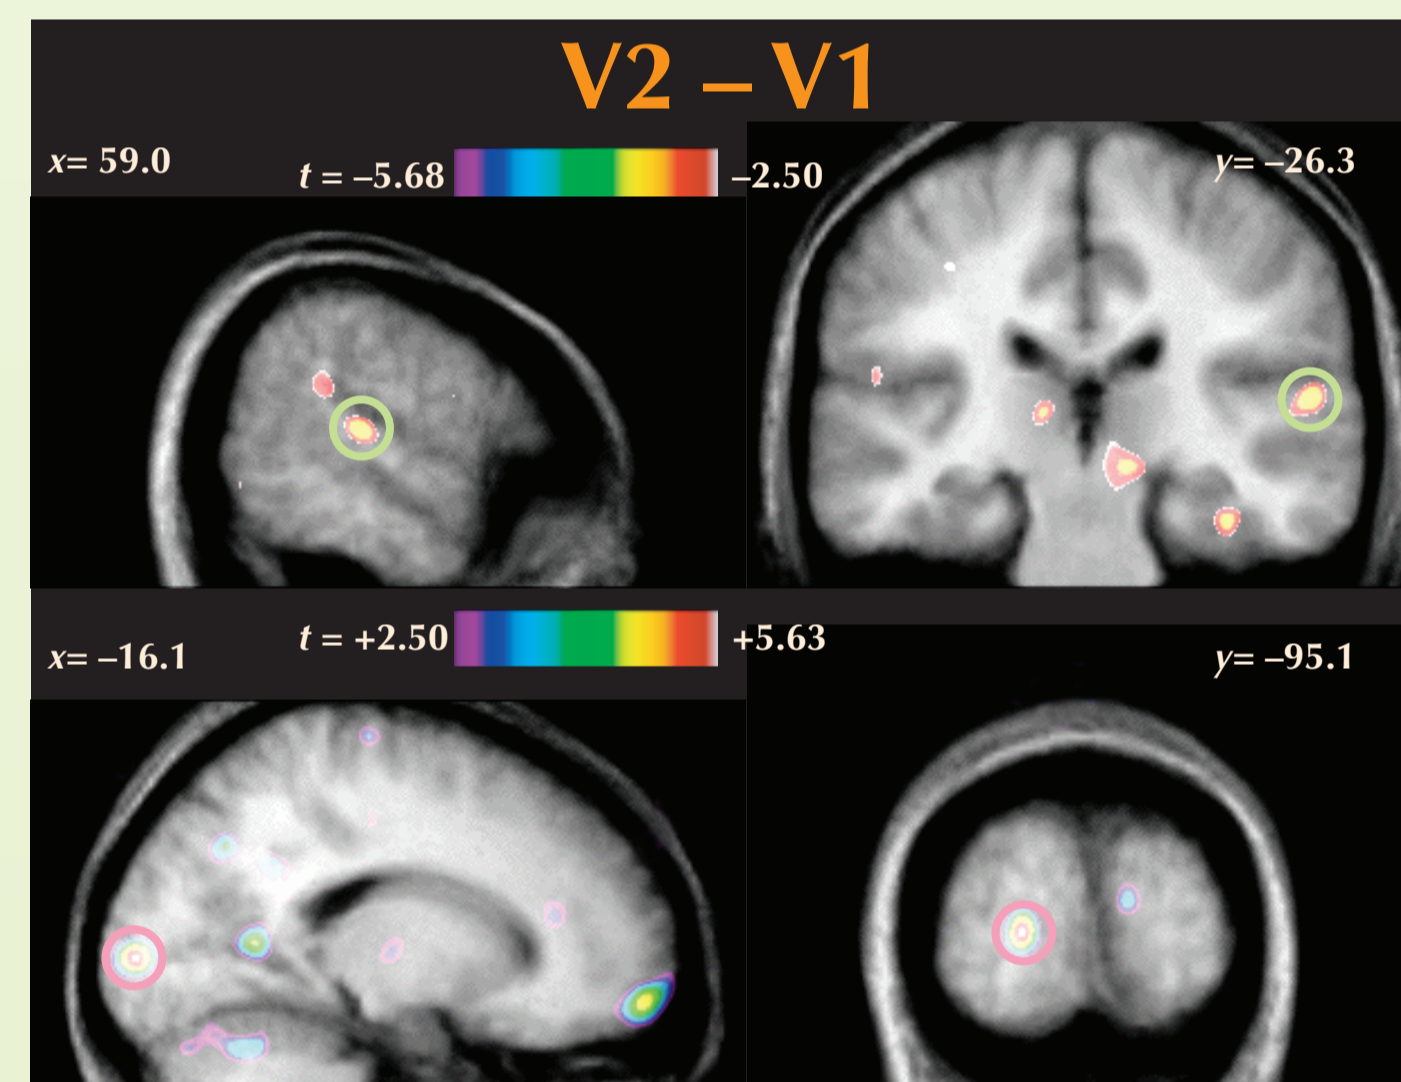 V2 – V1
x= 59.0
t = –5.68
–2.50
y= –26.3
x= –16.1
t = +2.50
+5.63
y= –95.1